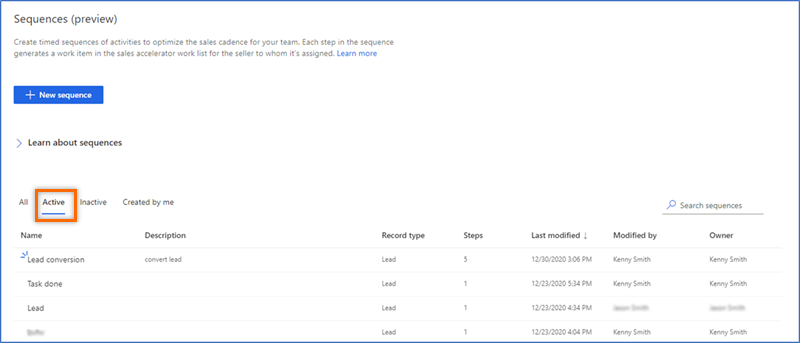 Sequences (preview)
Create timed sequences of activities to optimize the sales cadence for your team. Each step in the sequence
generates a work item in the sales accelerator work list for the seller to whom it's assigned. Learn more
+ New sequence
Learn about sequences
All Active Inactive Created by me Search sequences
Name Description Record type Steps Last modified ↓ Modified by Owner
Lead conversion convert lead Lead 5 12/30/2020 3:06 PM Kenny Smith Kenny Smith
Task done Lead 1 12/23/2020 5:34 PM Kenny Smith Kenny Smith
Lead Lead 1 12/23/2020 4:34 PM
Lead 1 12/23/2020 4:04 PM Kenny Smith Kenny Smith